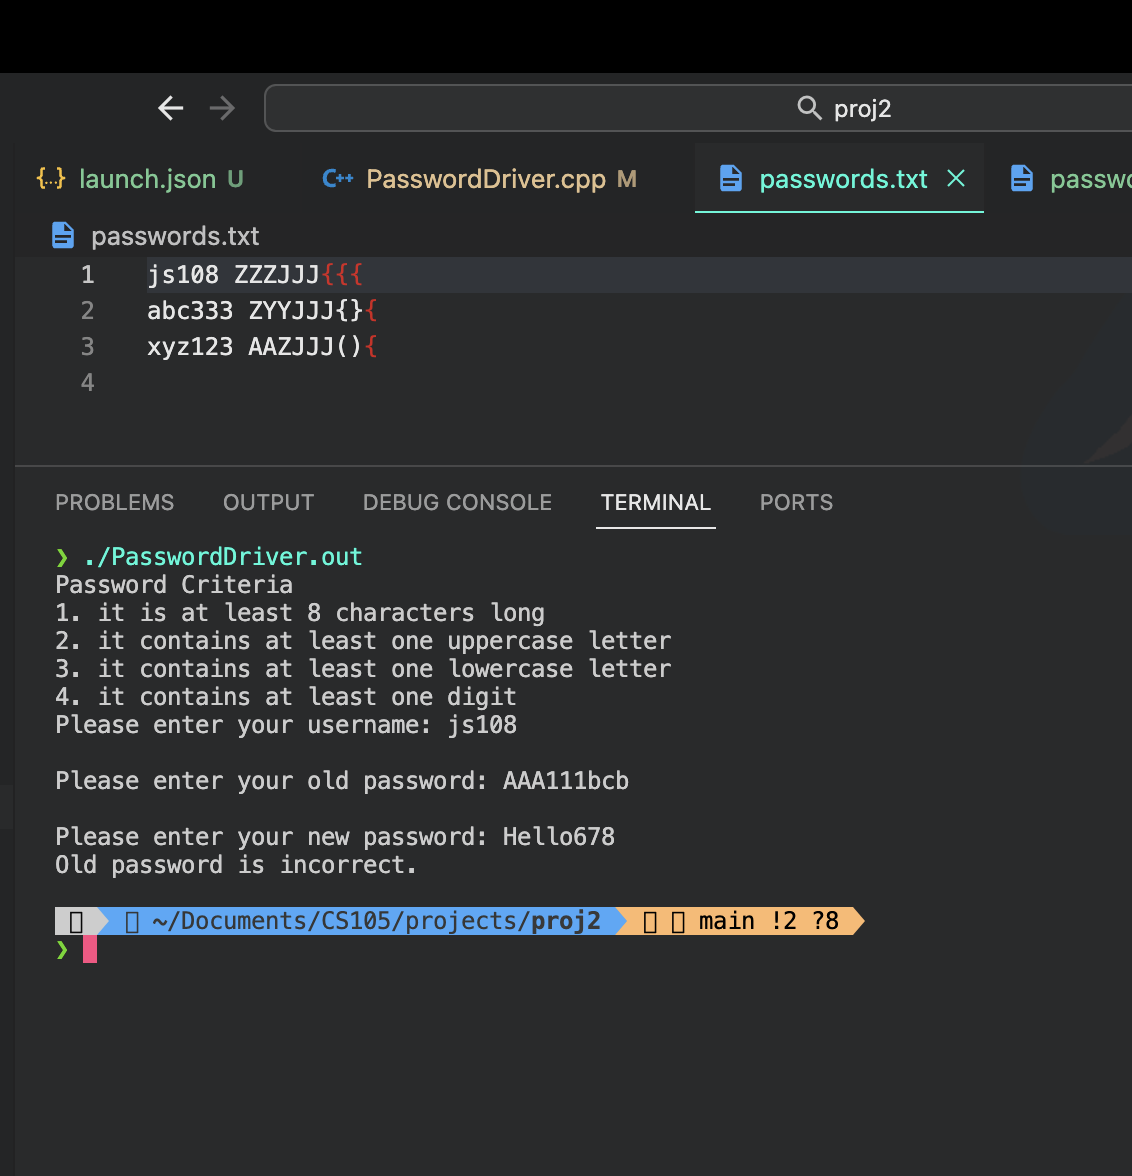 proj2
launch.json U
PasswordDriver.cpp M
passwords.txt
passwo
passwords.txt
1 js108 ZZZJJJ{{{
2 abc333 ZYYJJJ{}{
3 xyz123 AAZJJJ(){
4
PROBLEMS OUTPUT DEBUG CONSOLE TERMINAL PORTS
❯ ./PasswordDriver.out
Password Criteria
1. it is at least 8 characters long
2. it contains at least one uppercase letter
3. it contains at least one lowercase letter
4. it contains at least one digit
Please enter your username: js108
Please enter your old password: AAA111bcb
Please enter your new password: Hello678
Old password is incorrect.
~/Documents/CS105/projects/proj2 main !2 ?8
❯